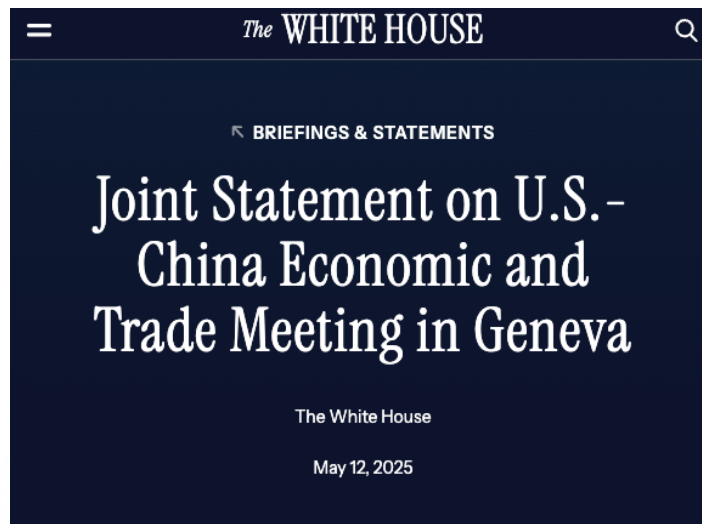 The WHITE HOUSE
BRIEFINGS & STATEMENTS
Joint Statement on U.S.-
China Economic and
Trade Meeting in Geneva
The White House
May 12, 2025